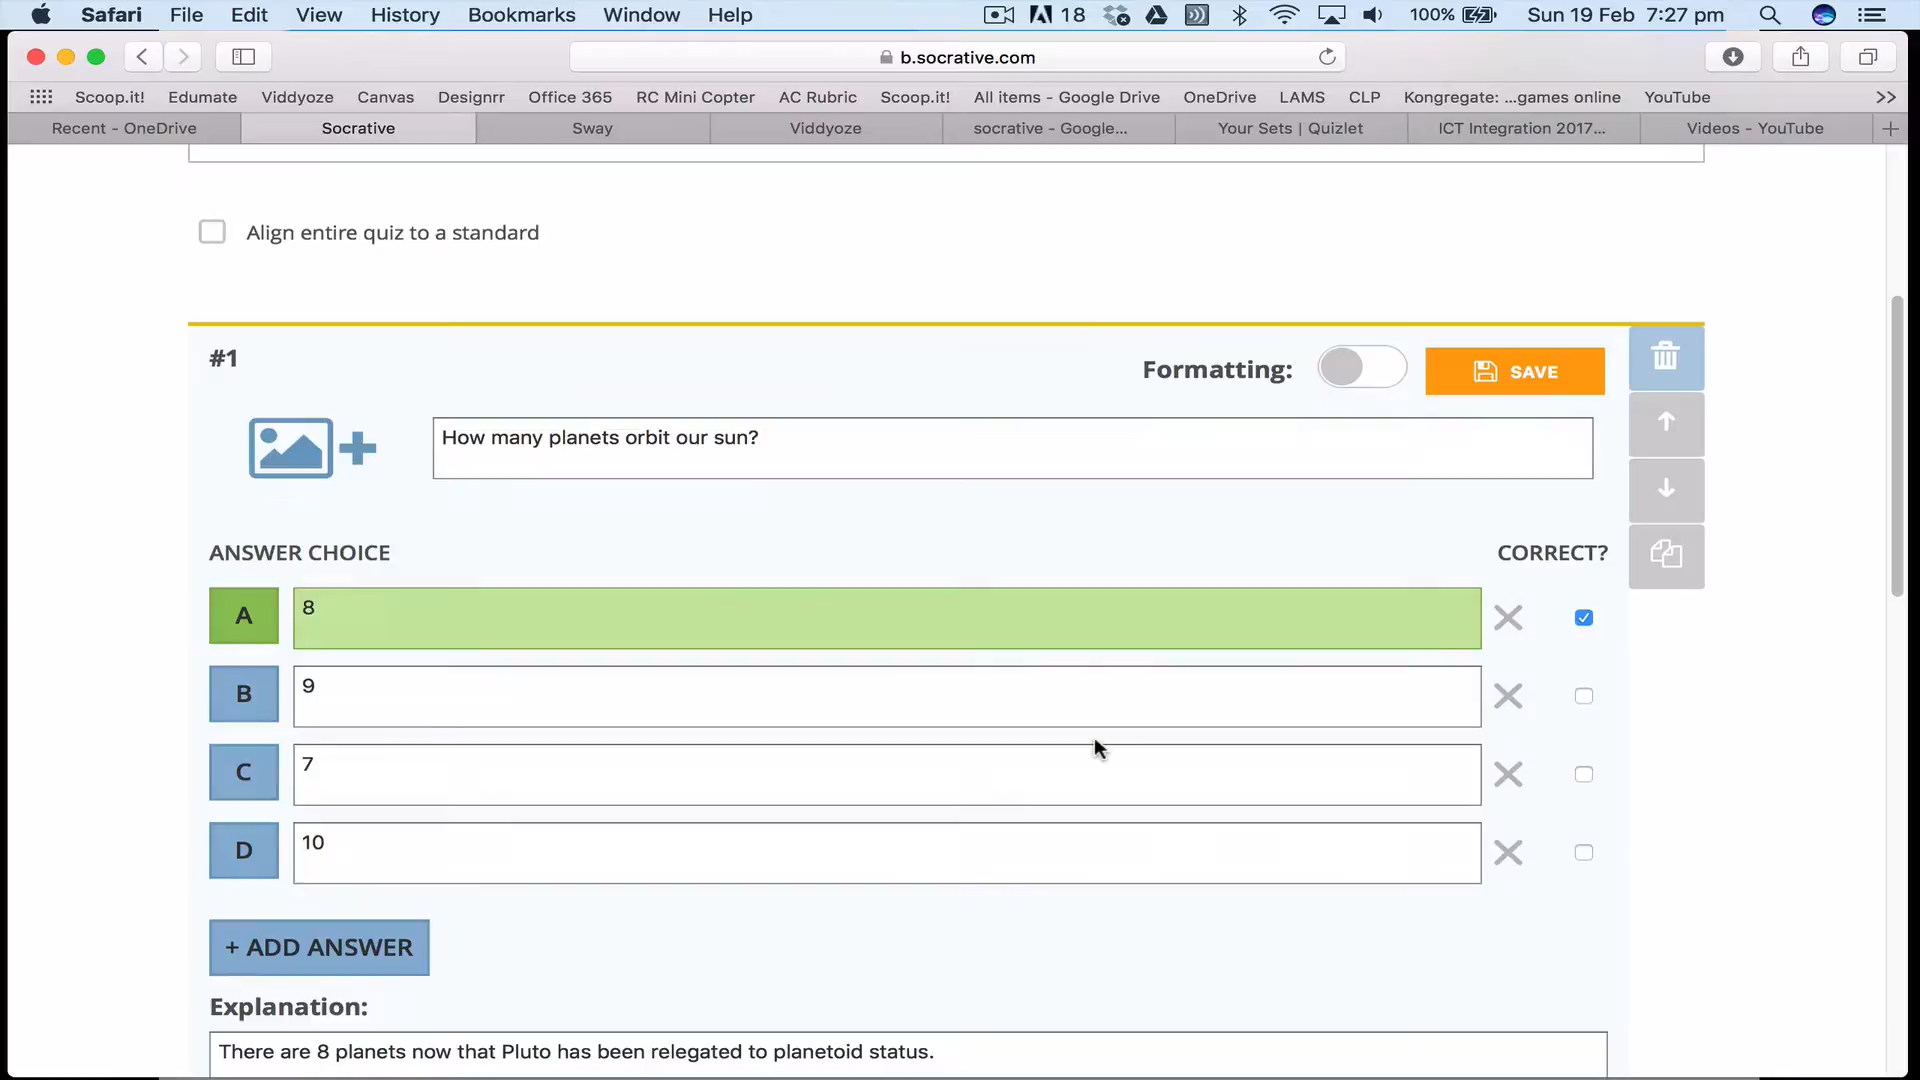 Safari File Edit View History Bookmarks Window Help 18 100% Sun 19 Feb 7:27 pm
b.socrative.com
Scoop.it! Edumate Viddyoze Canvas Designrr Office 365 RC Mini Copter AC Rubric Scoop.it! All items - Google Drive OneDrive LAMS CLP Kongregate: ...games online YouTube >>
Recent - OneDrive Socrative Sway Viddyoze socrative - Google... Your Sets | Quizlet ICT Integration 2017... Videos - YouTube +
Align entire quiz to a standard
#1
Formatting: SAVE
How many planets orbit our sun?
ANSWER CHOICE CORRECT?
A 8
B 9
C 7
D 10
+ ADD ANSWER
Explanation:
There are 8 planets now that Pluto has been relegated to planetoid status.